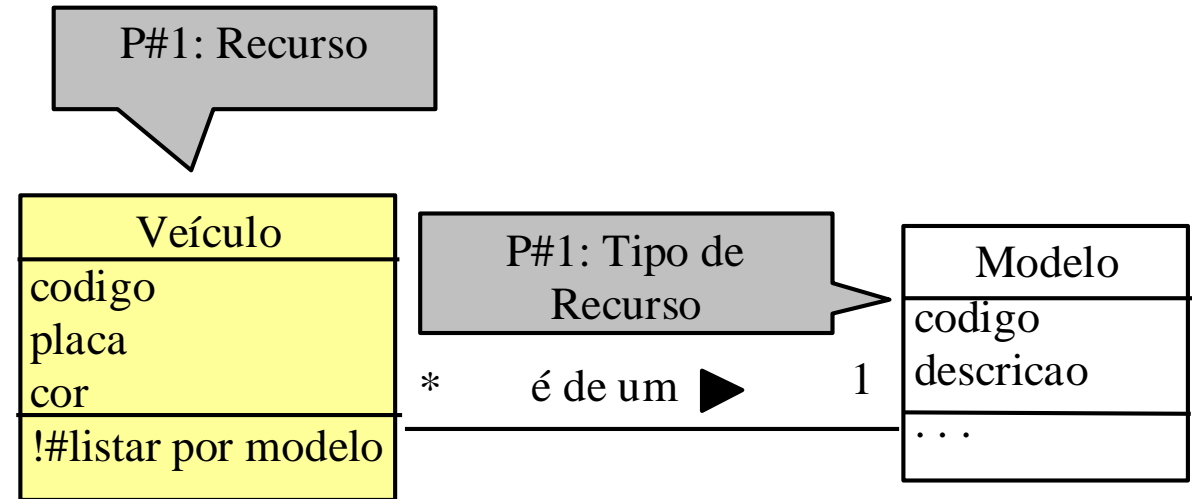 P#1: Recurso
Veículo
codigo
placa
cor
!#listar por modelo
P#1: Tipo de
Recurso
* é de um 1
Modelo
codigo
descricao
. . .